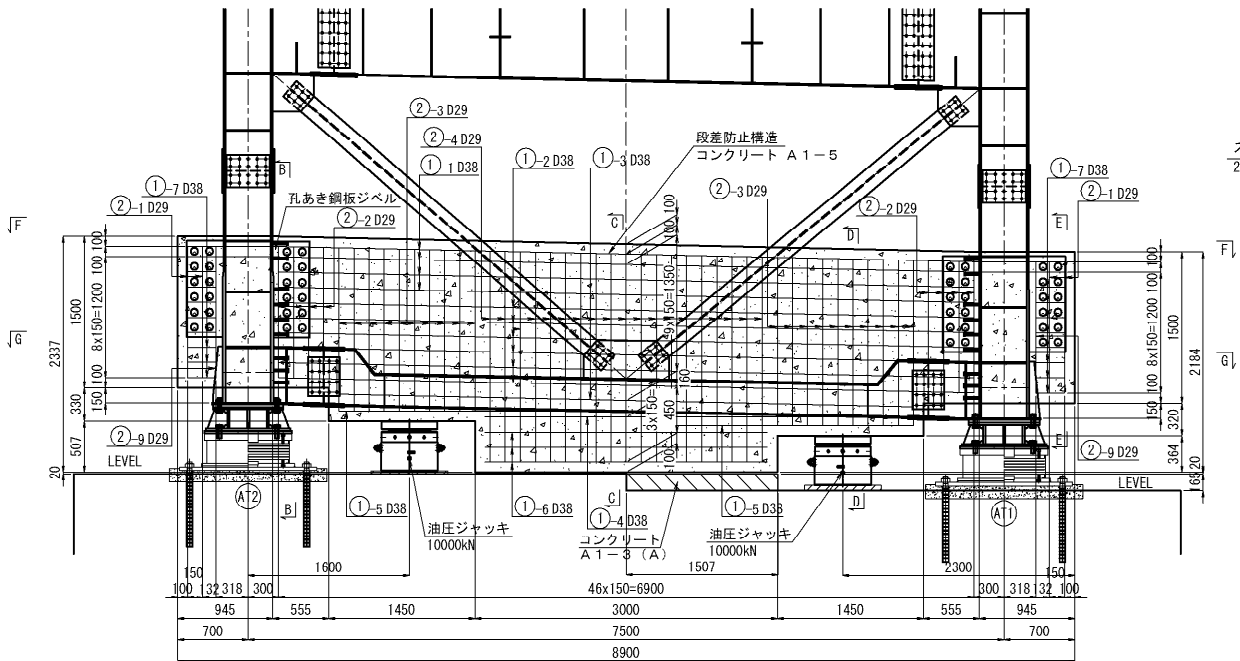 ②-3 D29
②-4 D29
①-1 D38
①-2 D38
①-3 D38
段差防止構造
コンクリート A1-5
②-3 D29
①-7 D38
②-1 D29
孔あき鋼板ジベル
②-2 D29
②-2 D29
①-7 D38
②-1 D29
B
C
D
E
F
F
G
G
100
100
100
8x150=1200
100
150
1500
330
507
20
2337
100
100
9x150=1350
160
3x150=
450
100
100
100
8x150=1200
100
150
1500
320
364
20
165
2184
②-9 D29
LEVEL
AT2
B
①-5 D38
油圧ジャッキ
10000kN
①-6 D38
C
①-4 D38
コンクリート
A1-3 (A)
①-5 D38
油圧ジャッキ
10000kN
D
E
②-9 D29
LEVEL
AT1
1600
1507
2300
150
150
100
132
318
300
46x150=6900
300
318
132
100
945
555
1450
3000
1450
555
945
700
7500
700
8900